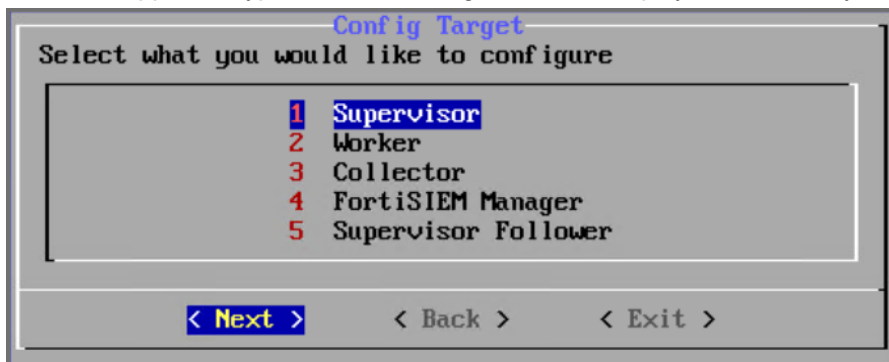 Config Target
Select what you would like to configure
1 Supervisor
2 Worker
3 Collector
4 FortiSIEM Manager
5 Supervisor Follower
< Next > < Back > < Exit >